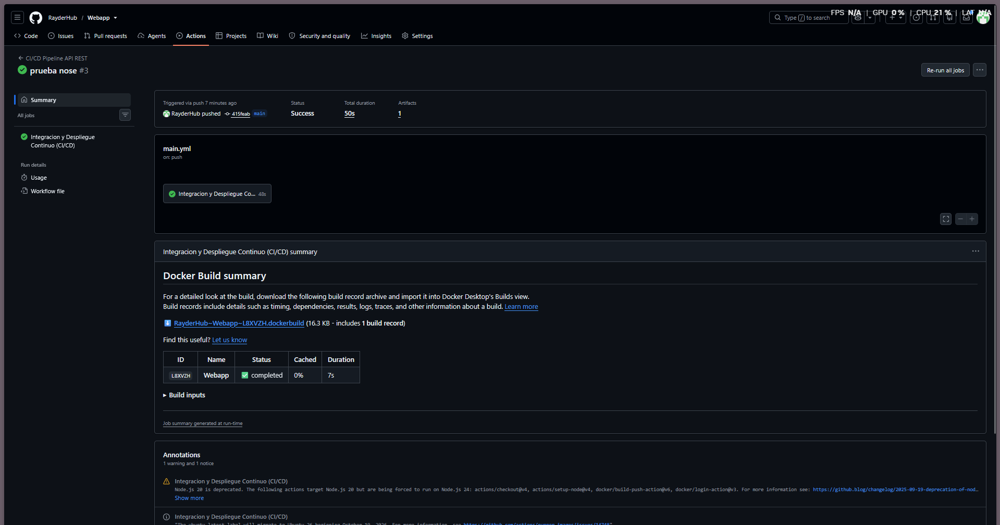 RayderHub / Webapp
Type / to search
FPS N/A | GPU 0 % | CPU 21 % | LAT N/A
Code
Issues
Pull requests
Agents
Actions
Projects
Wiki
Security and quality
Insights
Settings
CI/CD Pipeline API REST
prueba nose #3
Re-run all jobs
Summary
All jobs
Integracion y Despliegue
Continuo (CI/CD)
Run details
Usage
Workflow file
Triggered via push 7 minutes ago
RayderHub pushed 415feab main
Status
Success
Total duration
50s
Artifacts
1
main.yml
on: push
Integracion y Despliegue Co... 48s
Integracion y Despliegue Continuo (CI/CD) summary
Docker Build summary
For a detailed look at the build, download the following build record archive and import it into Docker Desktop's Builds view.
Build records include details such as timing, dependencies, results, logs, traces, and other information about a build. Learn more
RayderHub~Webapp~L8XVZH.dockerbuild (16.3 KB - includes 1 build record)
Find this useful? Let us know
ID Name Status Cached Duration
L8XVZH Webapp completed 0% 7s
Build inputs
Job summary generated at run-time
Annotations
1 warning and 1 notice
Integracion y Despliegue Continuo (CI/CD)
Node.js 20 is deprecated. The following actions target Node.js 20 but are being forced to run on Node.js 24: actions/checkout@v4, actions/setup-node@v4, docker/build-push-action@v6, docker/login-action@v3. For more information see: https://github.blog/changelog/2025-09-19-deprecation-of-nod…
Show more
Integracion y Despliegue Continuo (CI/CD)
"The ubuntu-latest label will migrate to Ubuntu 26 beginning October 19, 2026. For more information, see https://github.com/actions/runner-images/issues/14748"